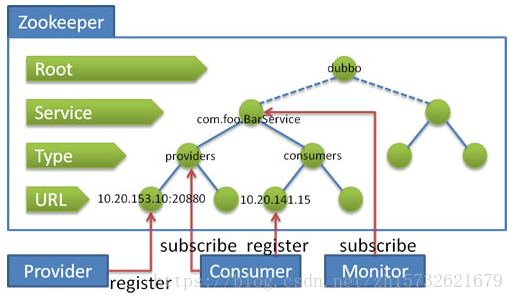 Zookeeper
Root
dubbo
Service
com.foo.BarService
Type
providers
consumers
URL
10.20.153.10:20880
10.20.141.15
subscribe
register
subscribe
Provider
register
Consumer
Monitor
https://blog.csdn.net/zh15732621679